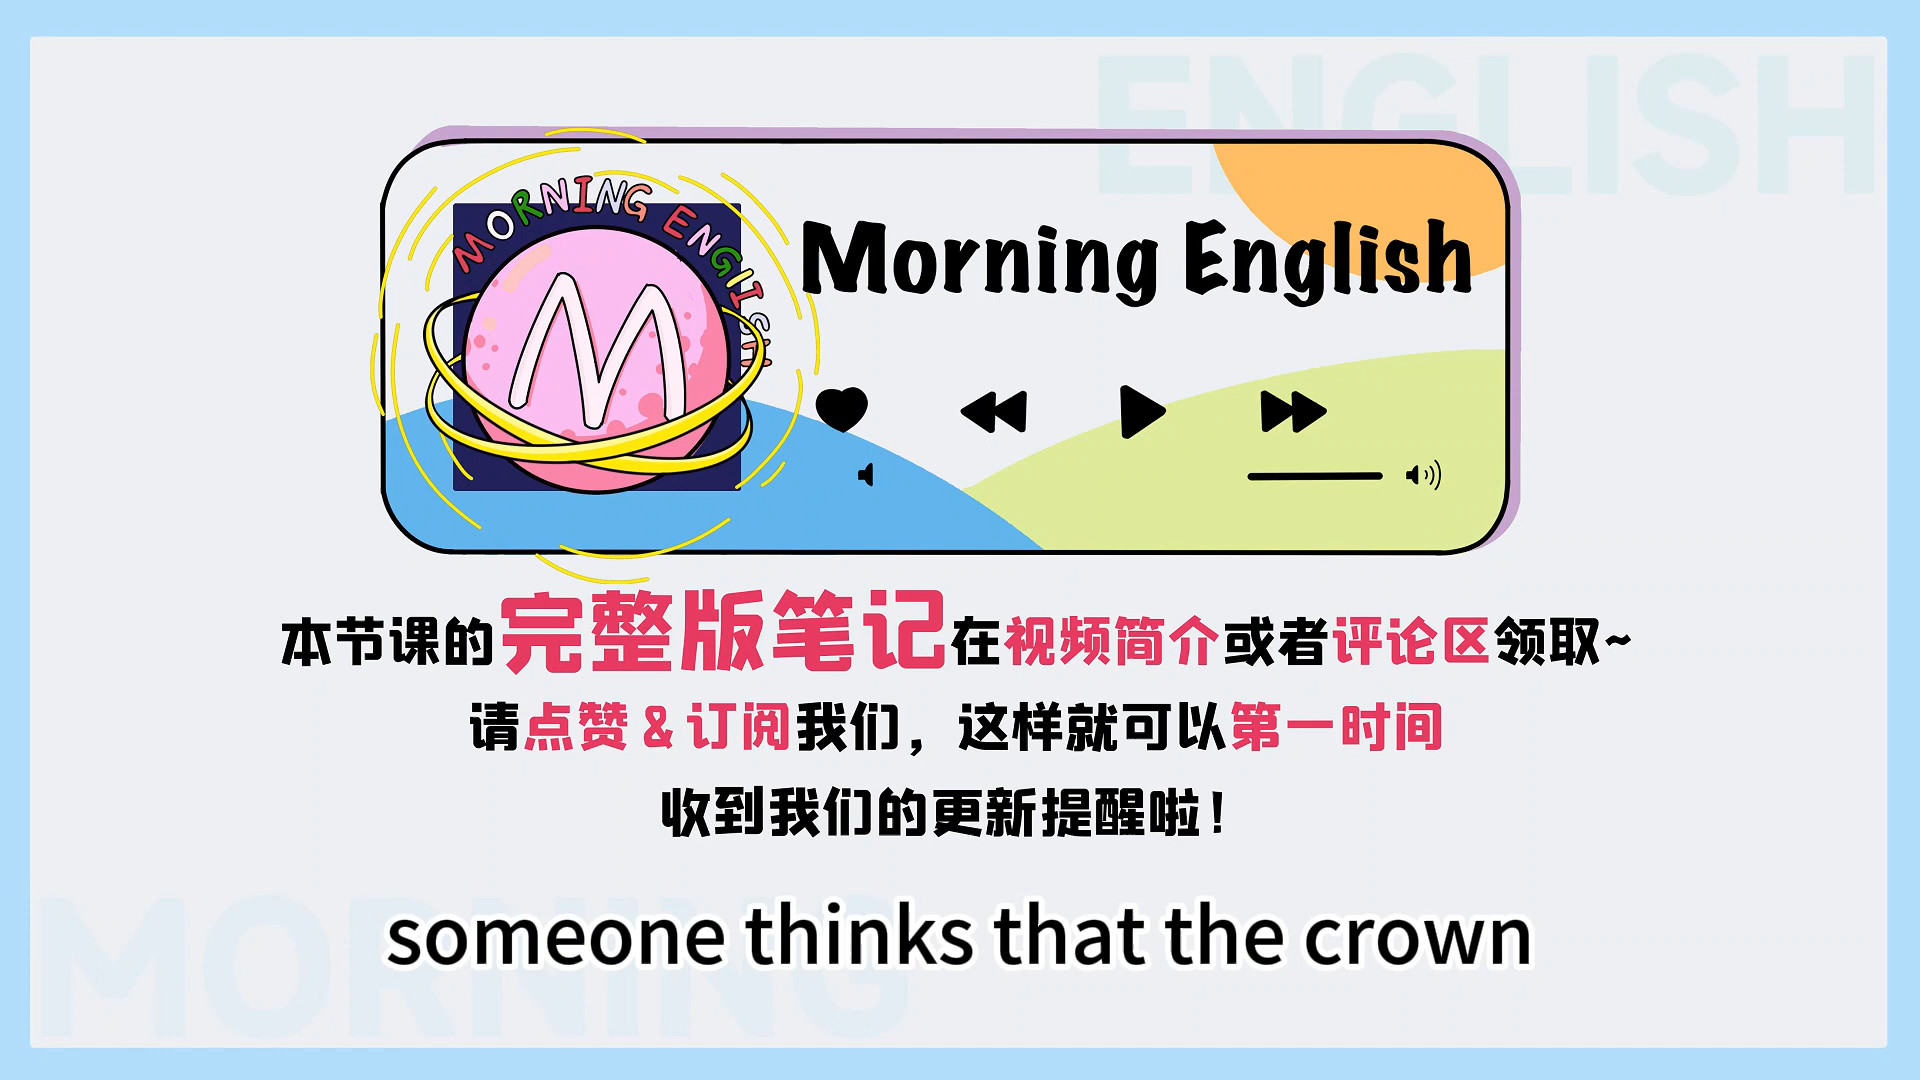 ENGLISH
MORNING ENGLISH
M
Morning English
本节课的完整版笔记在视频简介或者评论区领取~
请点赞&订阅我们，这样就可以第一时间
收到我们的更新提醒啦！
MORNING
someone thinks that the crown